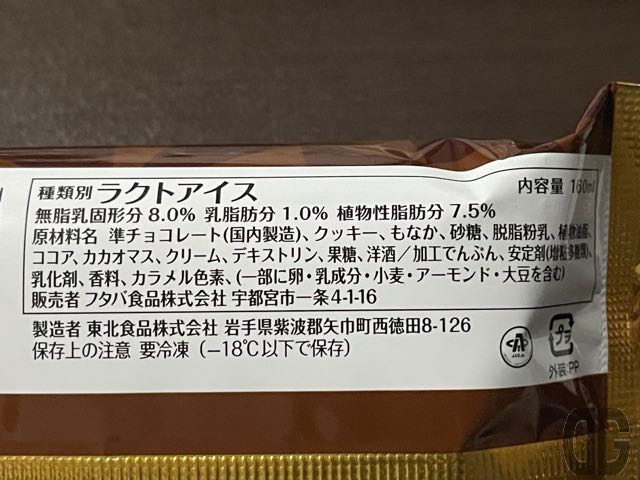 種類別 ラクトアイス 内容量 160ml
無脂乳固形分 8.0% 乳脂肪分 1.0% 植物性脂肪分 7.5%
原材料名 準チョコレート(国内製造)、クッキー、もなか、砂糖、脱脂粉乳、植物油脂、
ココア、カカオマス、クリーム、デキストリン、果糖、洋酒/加工でんぷん、安定剤(増粘多糖類)、
乳化剤、香料、カラメル色素、(一部に卵・乳成分・小麦・アーモンド・大豆を含む)
販売者 フタバ食品株式会社 宇都宮市一条4-1-16
製造者 東北食品株式会社 岩手県紫波郡矢巾町西徳田8-126
保存上の注意 要冷凍(−18℃以下で保存)
プラ
外装:PP